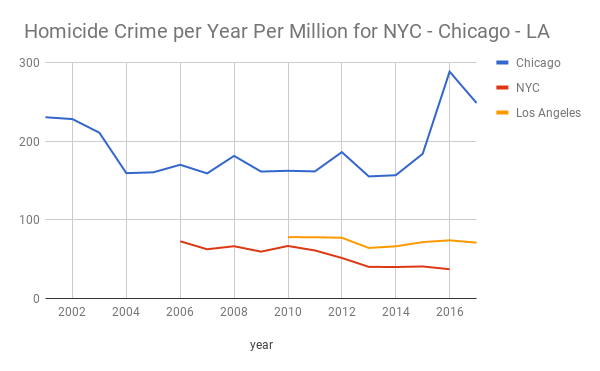 Homicide Crime per Year Per Million for NYC - Chicago - LA
300
200
100
0
2002 2004 2006 2008 2010 2012 2014 2016
year
Chicago
NYC
Los Angeles